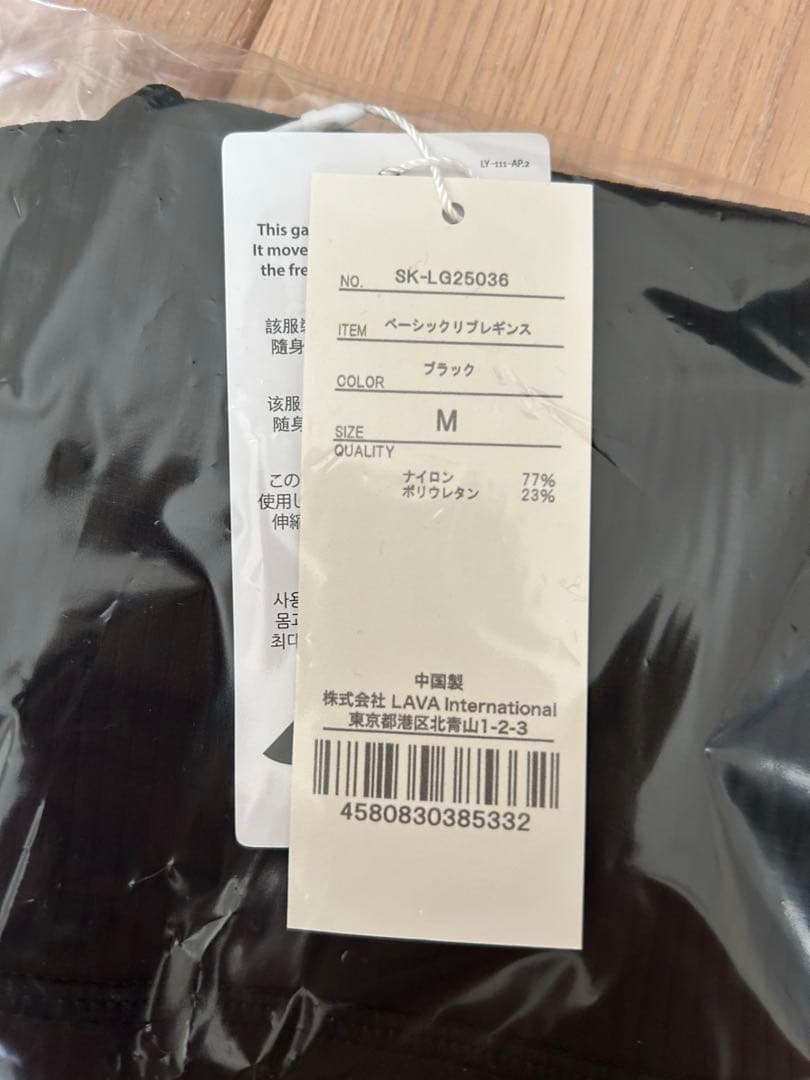 LY-111-AP.2
This
It move
the
該服
隨身
该服
随身
この
使用し
伸縮
사용
몸
최대
NO. SK-LG25036
ITEM ベーシックリブレギンス
COLOR ブラック
SIZE M
QUALITY
ナイロン 77%
ポリウレタン 23%
中国製
株式会社 LAVA International
東京都港区北青山1-2-3
4580830385332